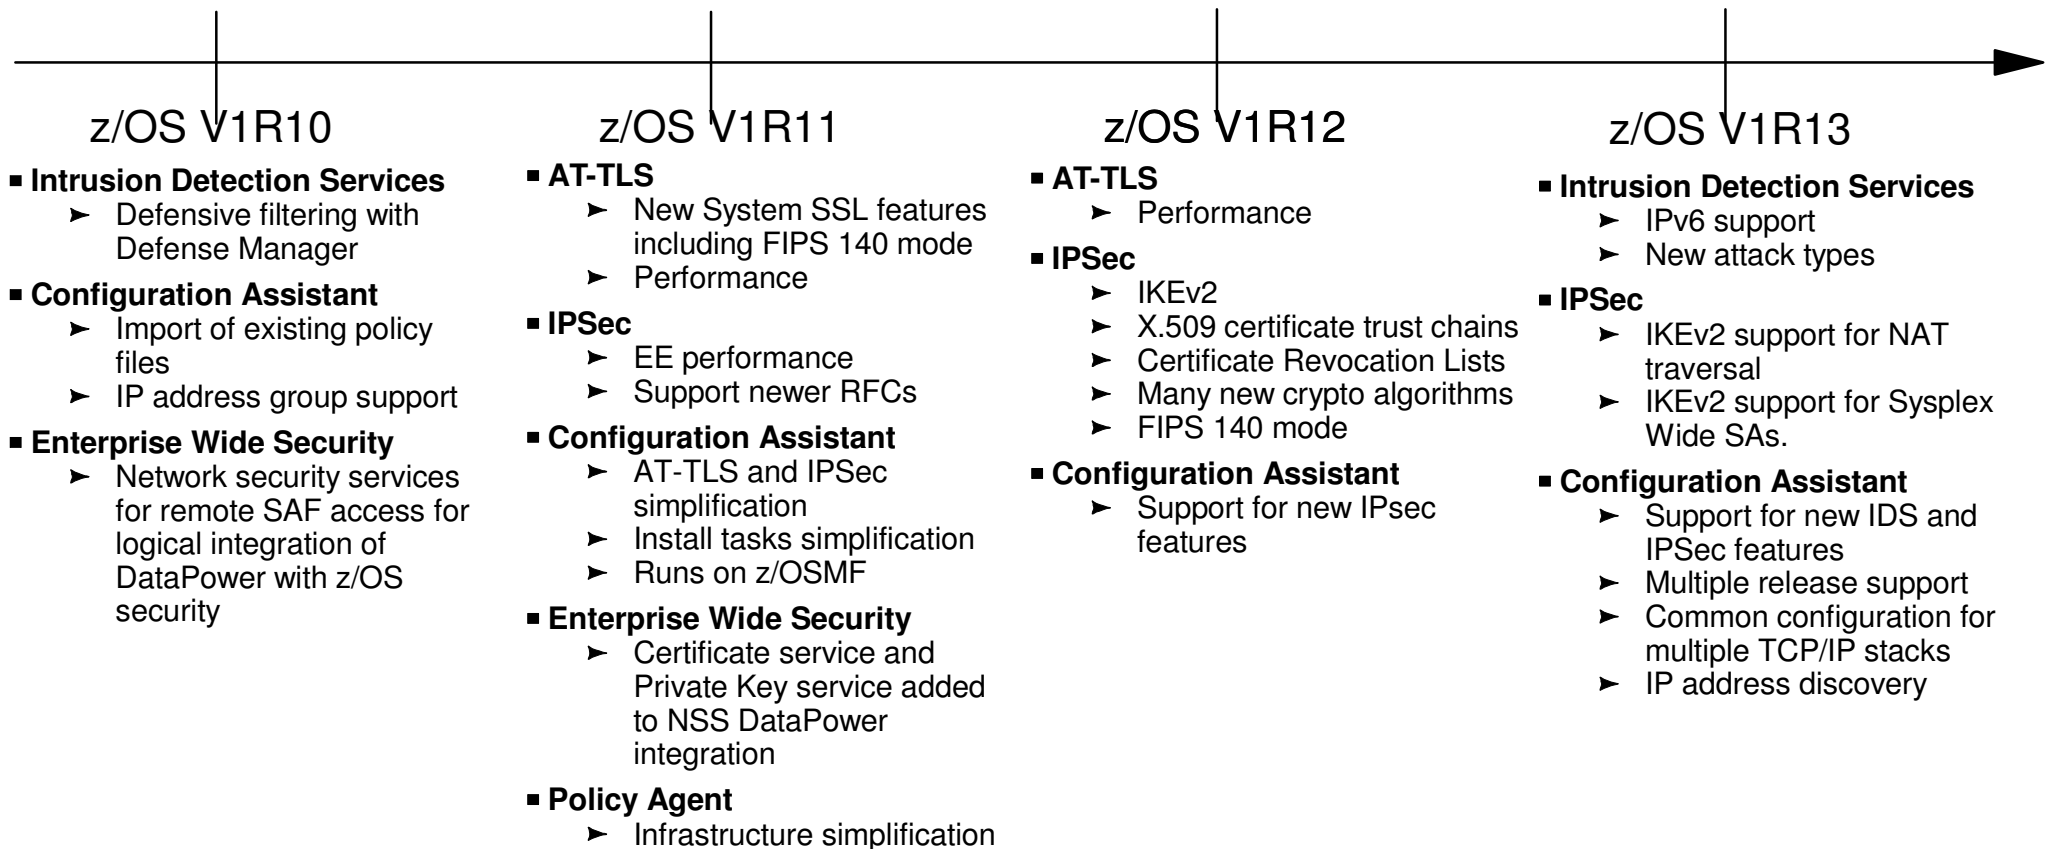 z/OS V1R10
Intrusion Detection Services
Defensive filtering with
Defense Manager
Configuration Assistant
Import of existing policy
files
IP address group support
Enterprise Wide Security
Network security services
for remote SAF access for
logical integration of
DataPower with z/OS
security
z/OS V1R11
AT-TLS
New System SSL features
including FIPS 140 mode
Performance
IPSec
EE performance
Support newer RFCs
Configuration Assistant
AT-TLS and IPSec
simplification
Install tasks simplification
Runs on z/OSMF
Enterprise Wide Security
Certificate service and
Private Key service added
to NSS DataPower
integration
Policy Agent
Infrastructure simplification
z/OS V1R12
AT-TLS
Performance
IPSec
IKEv2
X.509 certificate trust chains
Certificate Revocation Lists
Many new crypto algorithms
FIPS 140 mode
Configuration Assistant
Support for new IPsec
features
z/OS V1R13
Intrusion Detection Services
IPv6 support
New attack types
IPSec
IKEv2 support for NAT
traversal
IKEv2 support for Sysplex
Wide SAs.
Configuration Assistant
Support for new IDS and
IPSec features
Multiple release support
Common configuration for
multiple TCP/IP stacks
IP address discovery